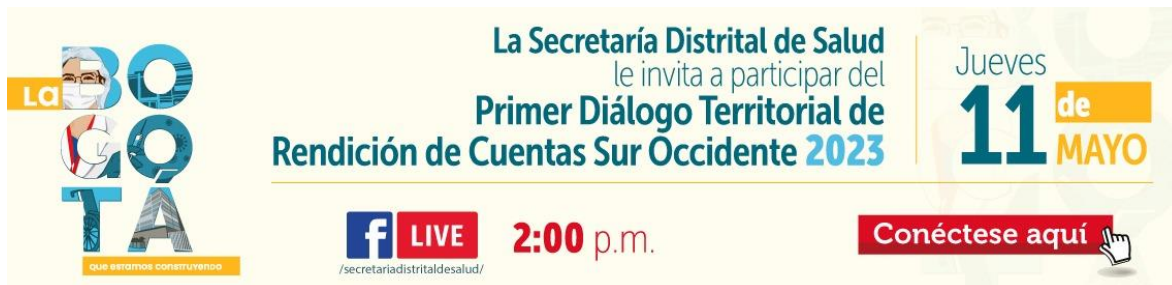 La
BO
GO
TÁ
que estamos construyendo
La Secretaría Distrital de Salud
le invita a participar del
Primer Diálogo Territorial de
Rendición de Cuentas Sur Occidente 2023
Jueves
11 de
MAYO
f LIVE
/secretariadistritaldesalud/
2:00 p.m.
Conéctese aquí